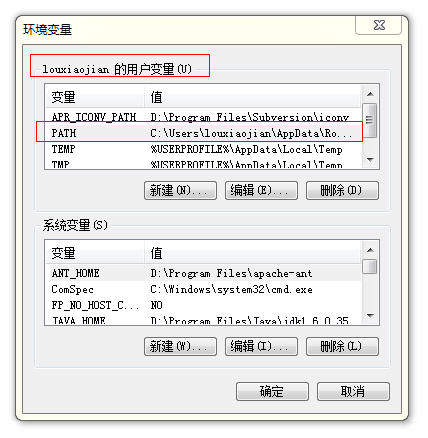 环境变量
louxiaojian 的用户变量(U)
变量 值
APR_ICONV_PATH D:\Program Files\Subversion\iconv
PATH C:\Users\louxiaojian\AppData\Ro...
TEMP %USERPROFILE%\AppData\Local\Temp
TMP %USERPROFILE%\AppData\Local\Temp
新建(N)... 编辑(E)... 删除(D)
系统变量(S)
变量 值
ANT_HOME D:\Program Files\apache-ant
ComSpec C:\Windows\system32\cmd.exe
FP_NO_HOST_C... NO
JAVA_HOME D:\Program Files\Java\jdk1.6.0_35
新建(W)... 编辑(I)... 删除(L)
确定 取消